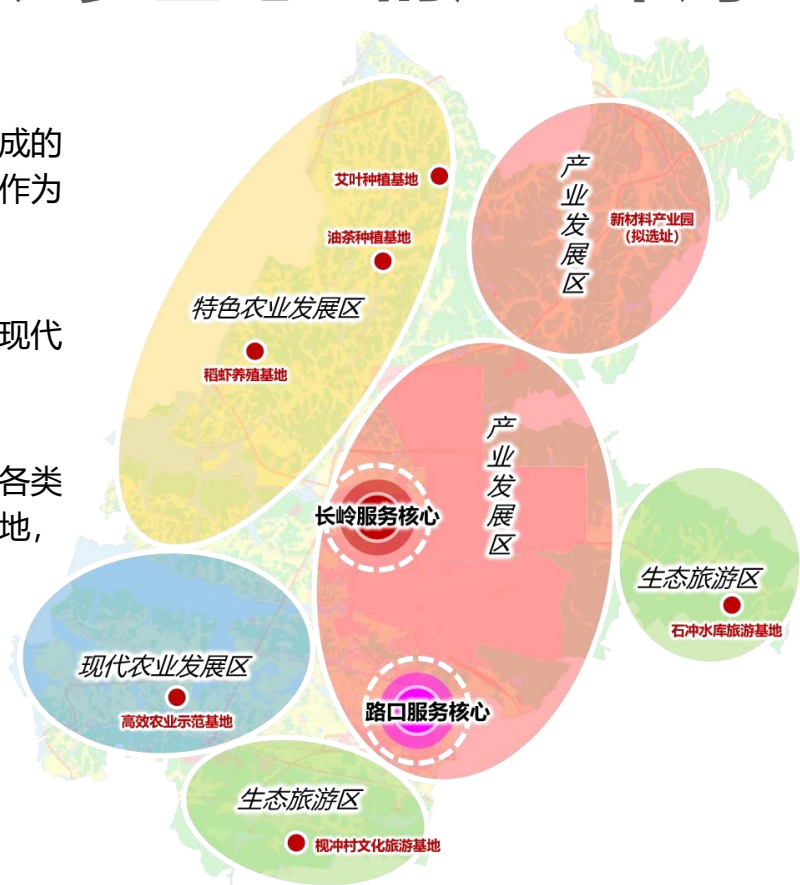 成的
作为
现代
各类
地，
艾叶种植基地
油茶种植基地
特色农业发展区
稻虾养殖基地
产业发展区
新材料产业园
（拟选址）
产业发展区
长岭服务核心
生态旅游区
石冲水库旅游基地
现代农业发展区
高效农业示范基地
路口服务核心
生态旅游区
枧冲村文化旅游基地